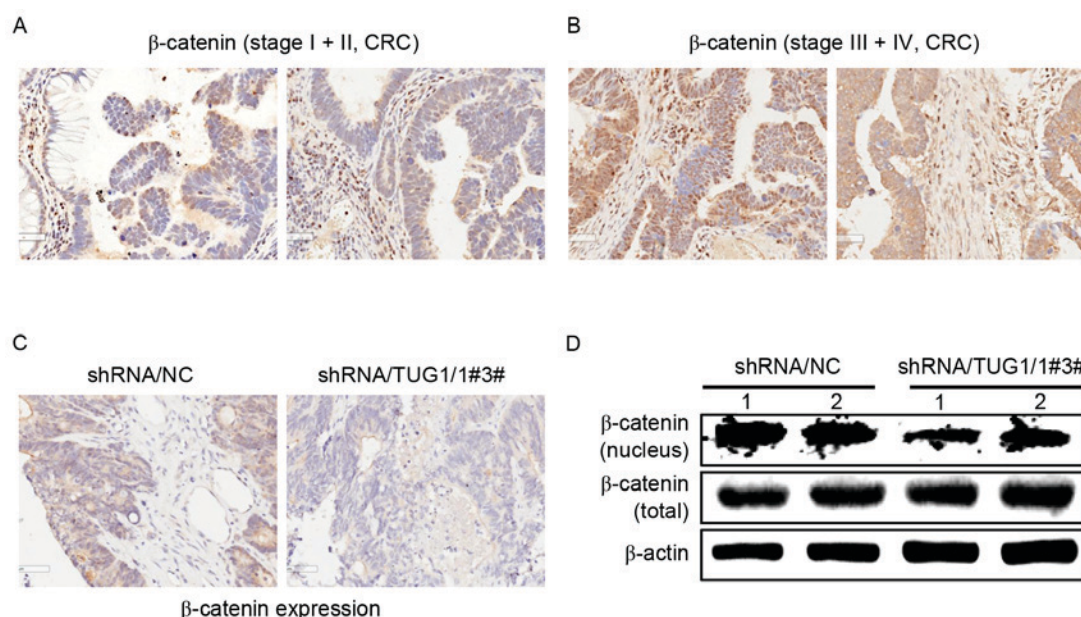 A
β-catenin (stage I + II, CRC)
B
β-catenin (stage III + IV, CRC)
C
shRNA/NC
shRNA/TUG1/1#3#
β-catenin expression
D
shRNA/NC
shRNA/TUG1/1#3#
1
2
1
2
β-catenin
(nucleus)
β-catenin
(total)
β-actin